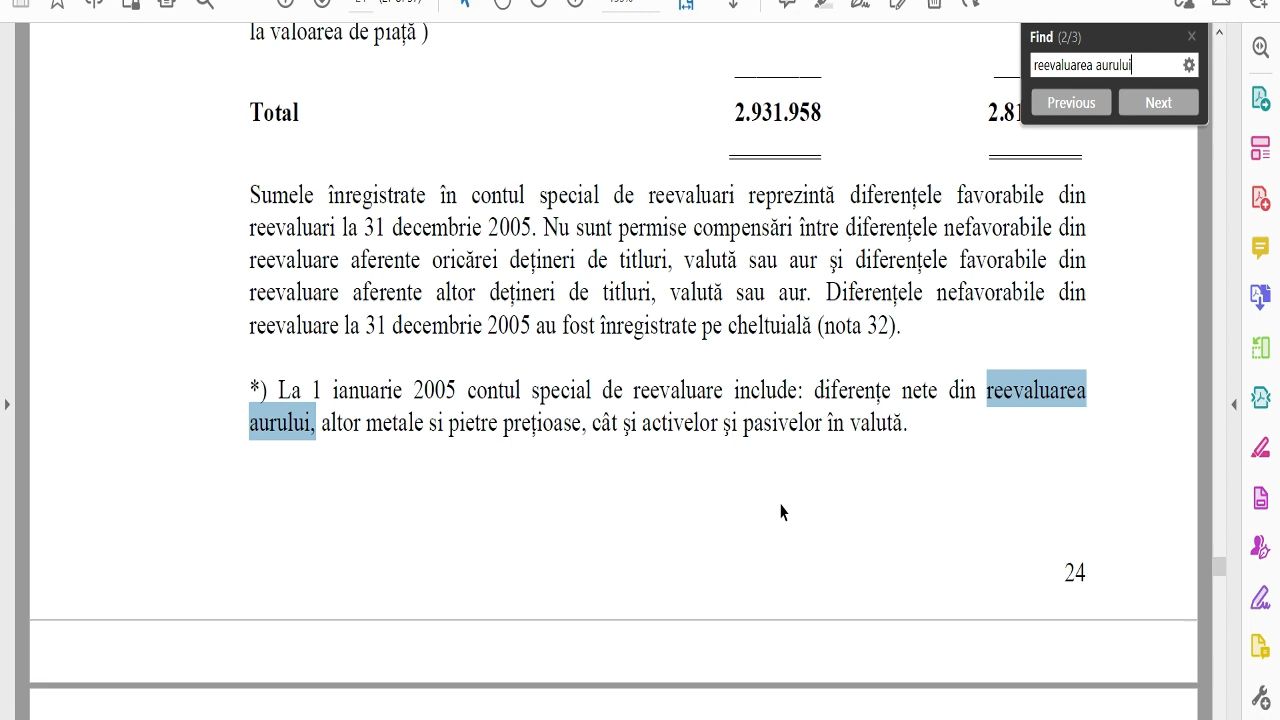 la valoarea de piață )
Find (2/3)
reevaluarea aurului
Previous Next
Total 2.931.958 2.81
Sumele înregistrate în contul special de reevaluari reprezintă diferențele favorabile din
reevaluari la 31 decembrie 2005. Nu sunt permise compensări între diferențele nefavorabile din
reevaluare aferente oricărei dețineri de titluri, valută sau aur şi diferențele favorabile din
reevaluare aferente altor dețineri de titluri, valută sau aur. Diferențele nefavorabile din
reevaluare la 31 decembrie 2005 au fost înregistrate pe cheltuială (nota 32).
*) La 1 ianuarie 2005 contul special de reevaluare include: diferențe nete din reevaluarea
aurului, altor metale si pietre prețioase, cât şi activelor şi pasivelor în valută.
24